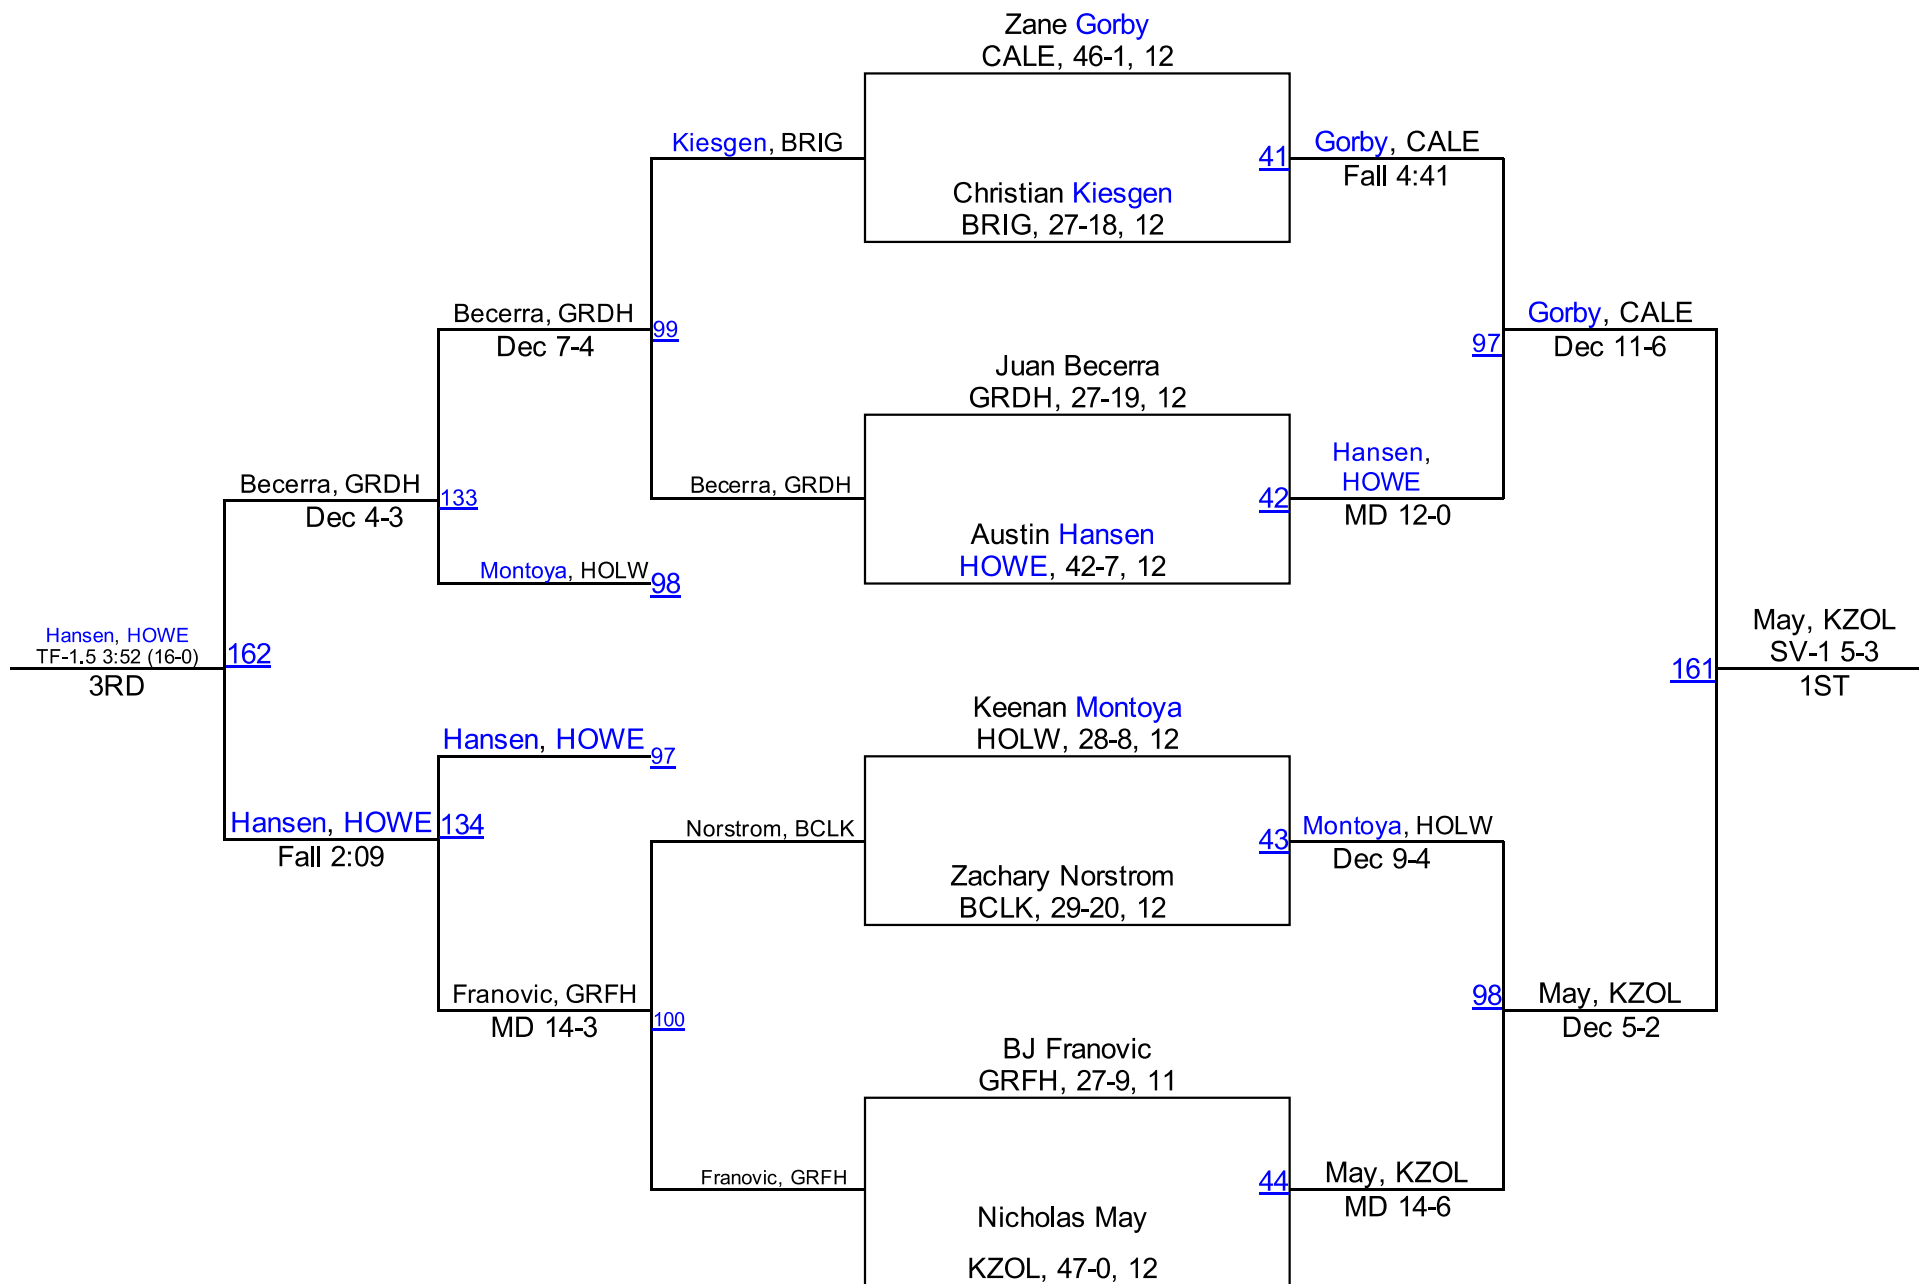 Zane Gorby
CALE, 46-1, 12
Kiesgen, BRIG
41
Gorby, CALE
Fall 4:41
Christian Kiesgen
BRIG, 27-18, 12
Becerra, GRDH
Dec 7-4
99
Gorby, CALE
Dec 11-6
97
Juan Becerra
GRDH, 27-19, 12
Becerra, GRDH
Dec 4-3
133
Becerra, GRDH
42
Hansen,
HOWE
MD 12-0
Austin Hansen
HOWE, 42-7, 12
Montoya, HOLW
98
Hansen, HOWE
TF-1.5 3:52 (16-0)
3RD
162
May, KZOL
SV-1 5-3
1ST
161
Keenan Montoya
HOLW, 28-8, 12
Hansen, HOWE
97
Hansen, HOWE
Fall 2:09
134
Norstrom, BCLK
43
Montoya, HOLW
Dec 9-4
Zachary Norstrom
BCLK, 29-20, 12
Franovic, GRFH
MD 14-3
100
98
May, KZOL
Dec 5-2
BJ Franovic
GRFH, 27-9, 11
Franovic, GRFH
44
May, KZOL
MD 14-6
Nicholas May
KZOL, 47-0, 12